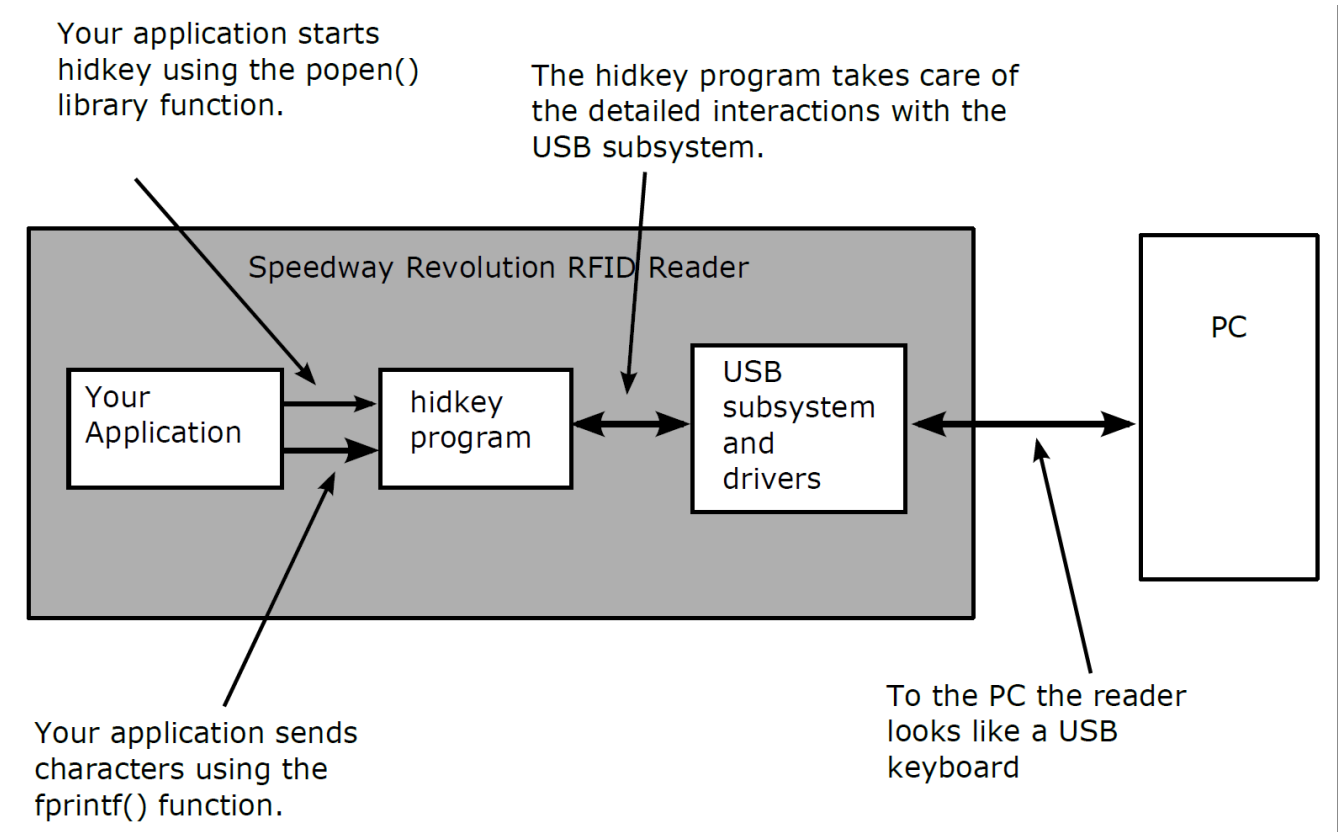 Your application starts
hidkey using the popen()
library function.
The hidkey program takes care of
the detailed interactions with the
USB subsystem.
Speedway Revolution RFID Reader
Your
Application
hidkey
program
USB
subsystem
and
drivers
PC
Your application sends
characters using the
fprintf() function.
To the PC the reader
looks like a USB
keyboard